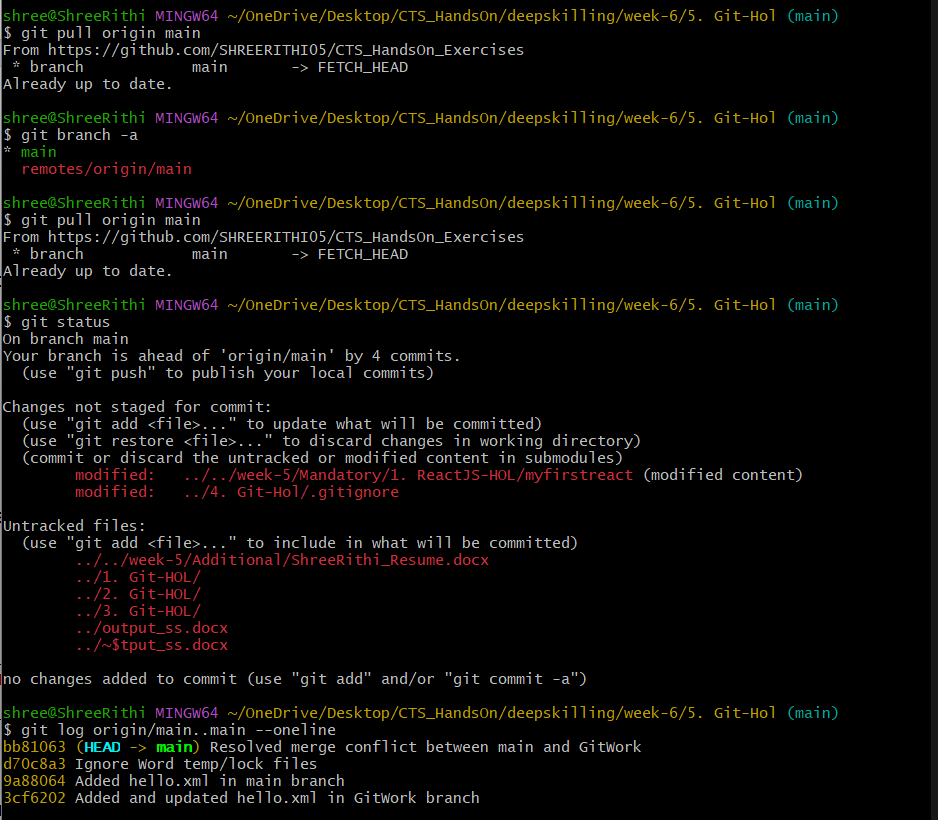 shree@ShreeRithi MINGW64 ~/OneDrive/Desktop/CTS_HandsOn/deepskilling/week-6/5. Git-Hol (main)
$ git pull origin main
From https://github.com/SHREERITHI05/CTS_HandsOn_Exercises
 * branch            main       -> FETCH_HEAD
Already up to date.

shree@ShreeRithi MINGW64 ~/OneDrive/Desktop/CTS_HandsOn/deepskilling/week-6/5. Git-Hol (main)
$ git branch -a
* main
  remotes/origin/main

shree@ShreeRithi MINGW64 ~/OneDrive/Desktop/CTS_HandsOn/deepskilling/week-6/5. Git-Hol (main)
$ git pull origin main
From https://github.com/SHREERITHI05/CTS_HandsOn_Exercises
 * branch            main       -> FETCH_HEAD
Already up to date.

shree@ShreeRithi MINGW64 ~/OneDrive/Desktop/CTS_HandsOn/deepskilling/week-6/5. Git-Hol (main)
$ git status
On branch main
Your branch is ahead of 'origin/main' by 4 commits.
  (use "git push" to publish your local commits)

Changes not staged for commit:
  (use "git add <file>..." to update what will be committed)
  (use "git restore <file>..." to discard changes in working directory)
  (commit or discard the untracked or modified content in submodules)
        modified:   ../../week-5/Mandatory/1. ReactJS-HOL/myfirstreact (modified content)
        modified:   ../4. Git-Hol/.gitignore

Untracked files:
  (use "git add <file>..." to include in what will be committed)
        ../../week-5/Additional/ShreeRithi_Resume.docx
        ../1. Git-HOL/
        ../2. Git-HOL/
        ../3. Git-HOL/
        ../output_ss.docx
        ../~$tput_ss.docx

no changes added to commit (use "git add" and/or "git commit -a")

shree@ShreeRithi MINGW64 ~/OneDrive/Desktop/CTS_HandsOn/deepskilling/week-6/5. Git-Hol (main)
$ git log origin/main..main --oneline
bb81063 (HEAD -> main) Resolved merge conflict between main and GitWork
d70c8a3 Ignore Word temp/lock files
9a88064 Added hello.xml in main branch
3cf6202 Added and updated hello.xml in GitWork branch